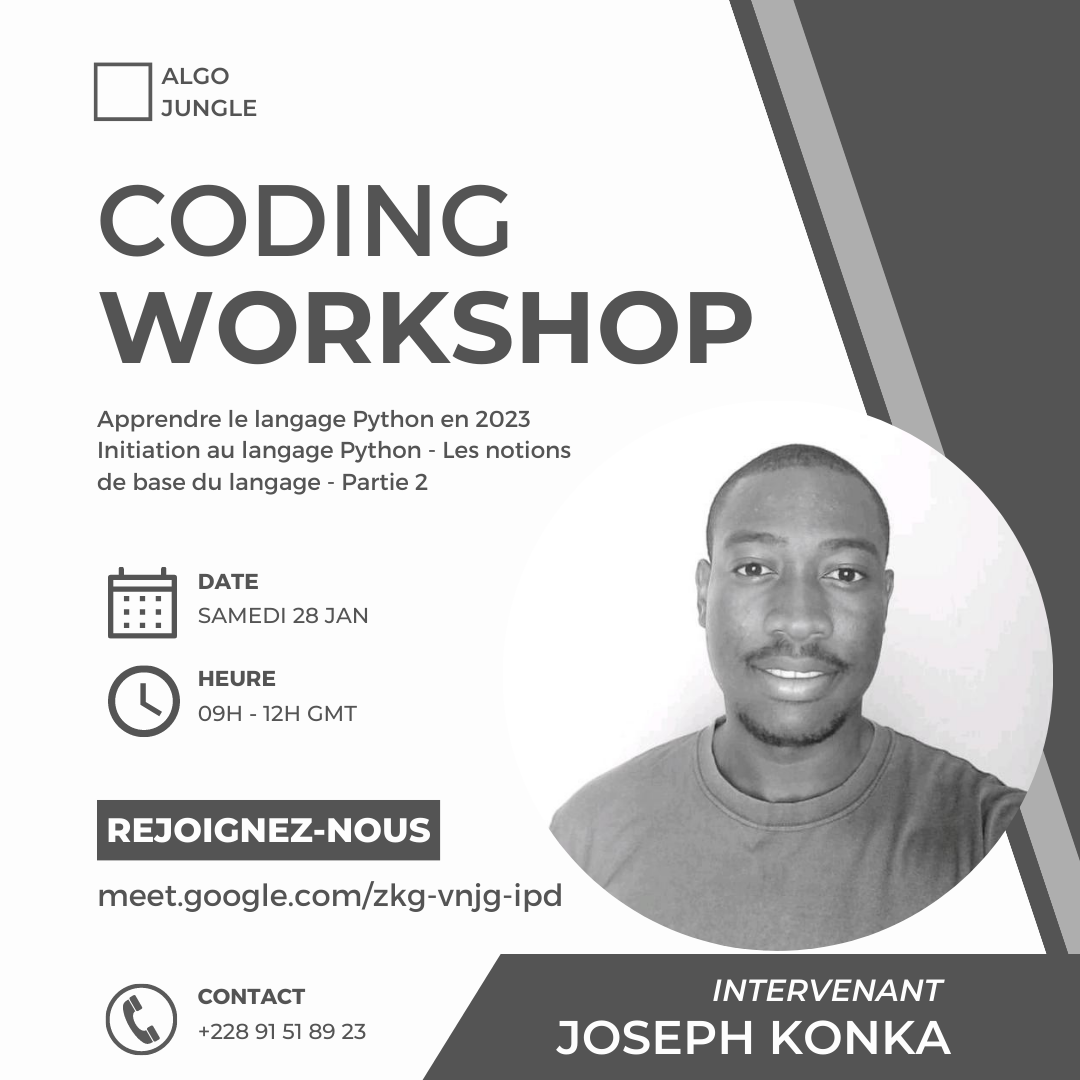 ALGO
JUNGLE
CODING
WORKSHOP
Apprendre le langage Python en 2023
Initiation au langage Python - Les notions
de base du langage - Partie 2
DATE
SAMEDI 28 JAN
HEURE
09H - 12H GMT
REJOIGNEZ-NOUS
meet.google.com/zkg-vnjg-ipd
CONTACT
+228 91 51 89 23
INTERVENANT
JOSEPH KONKA